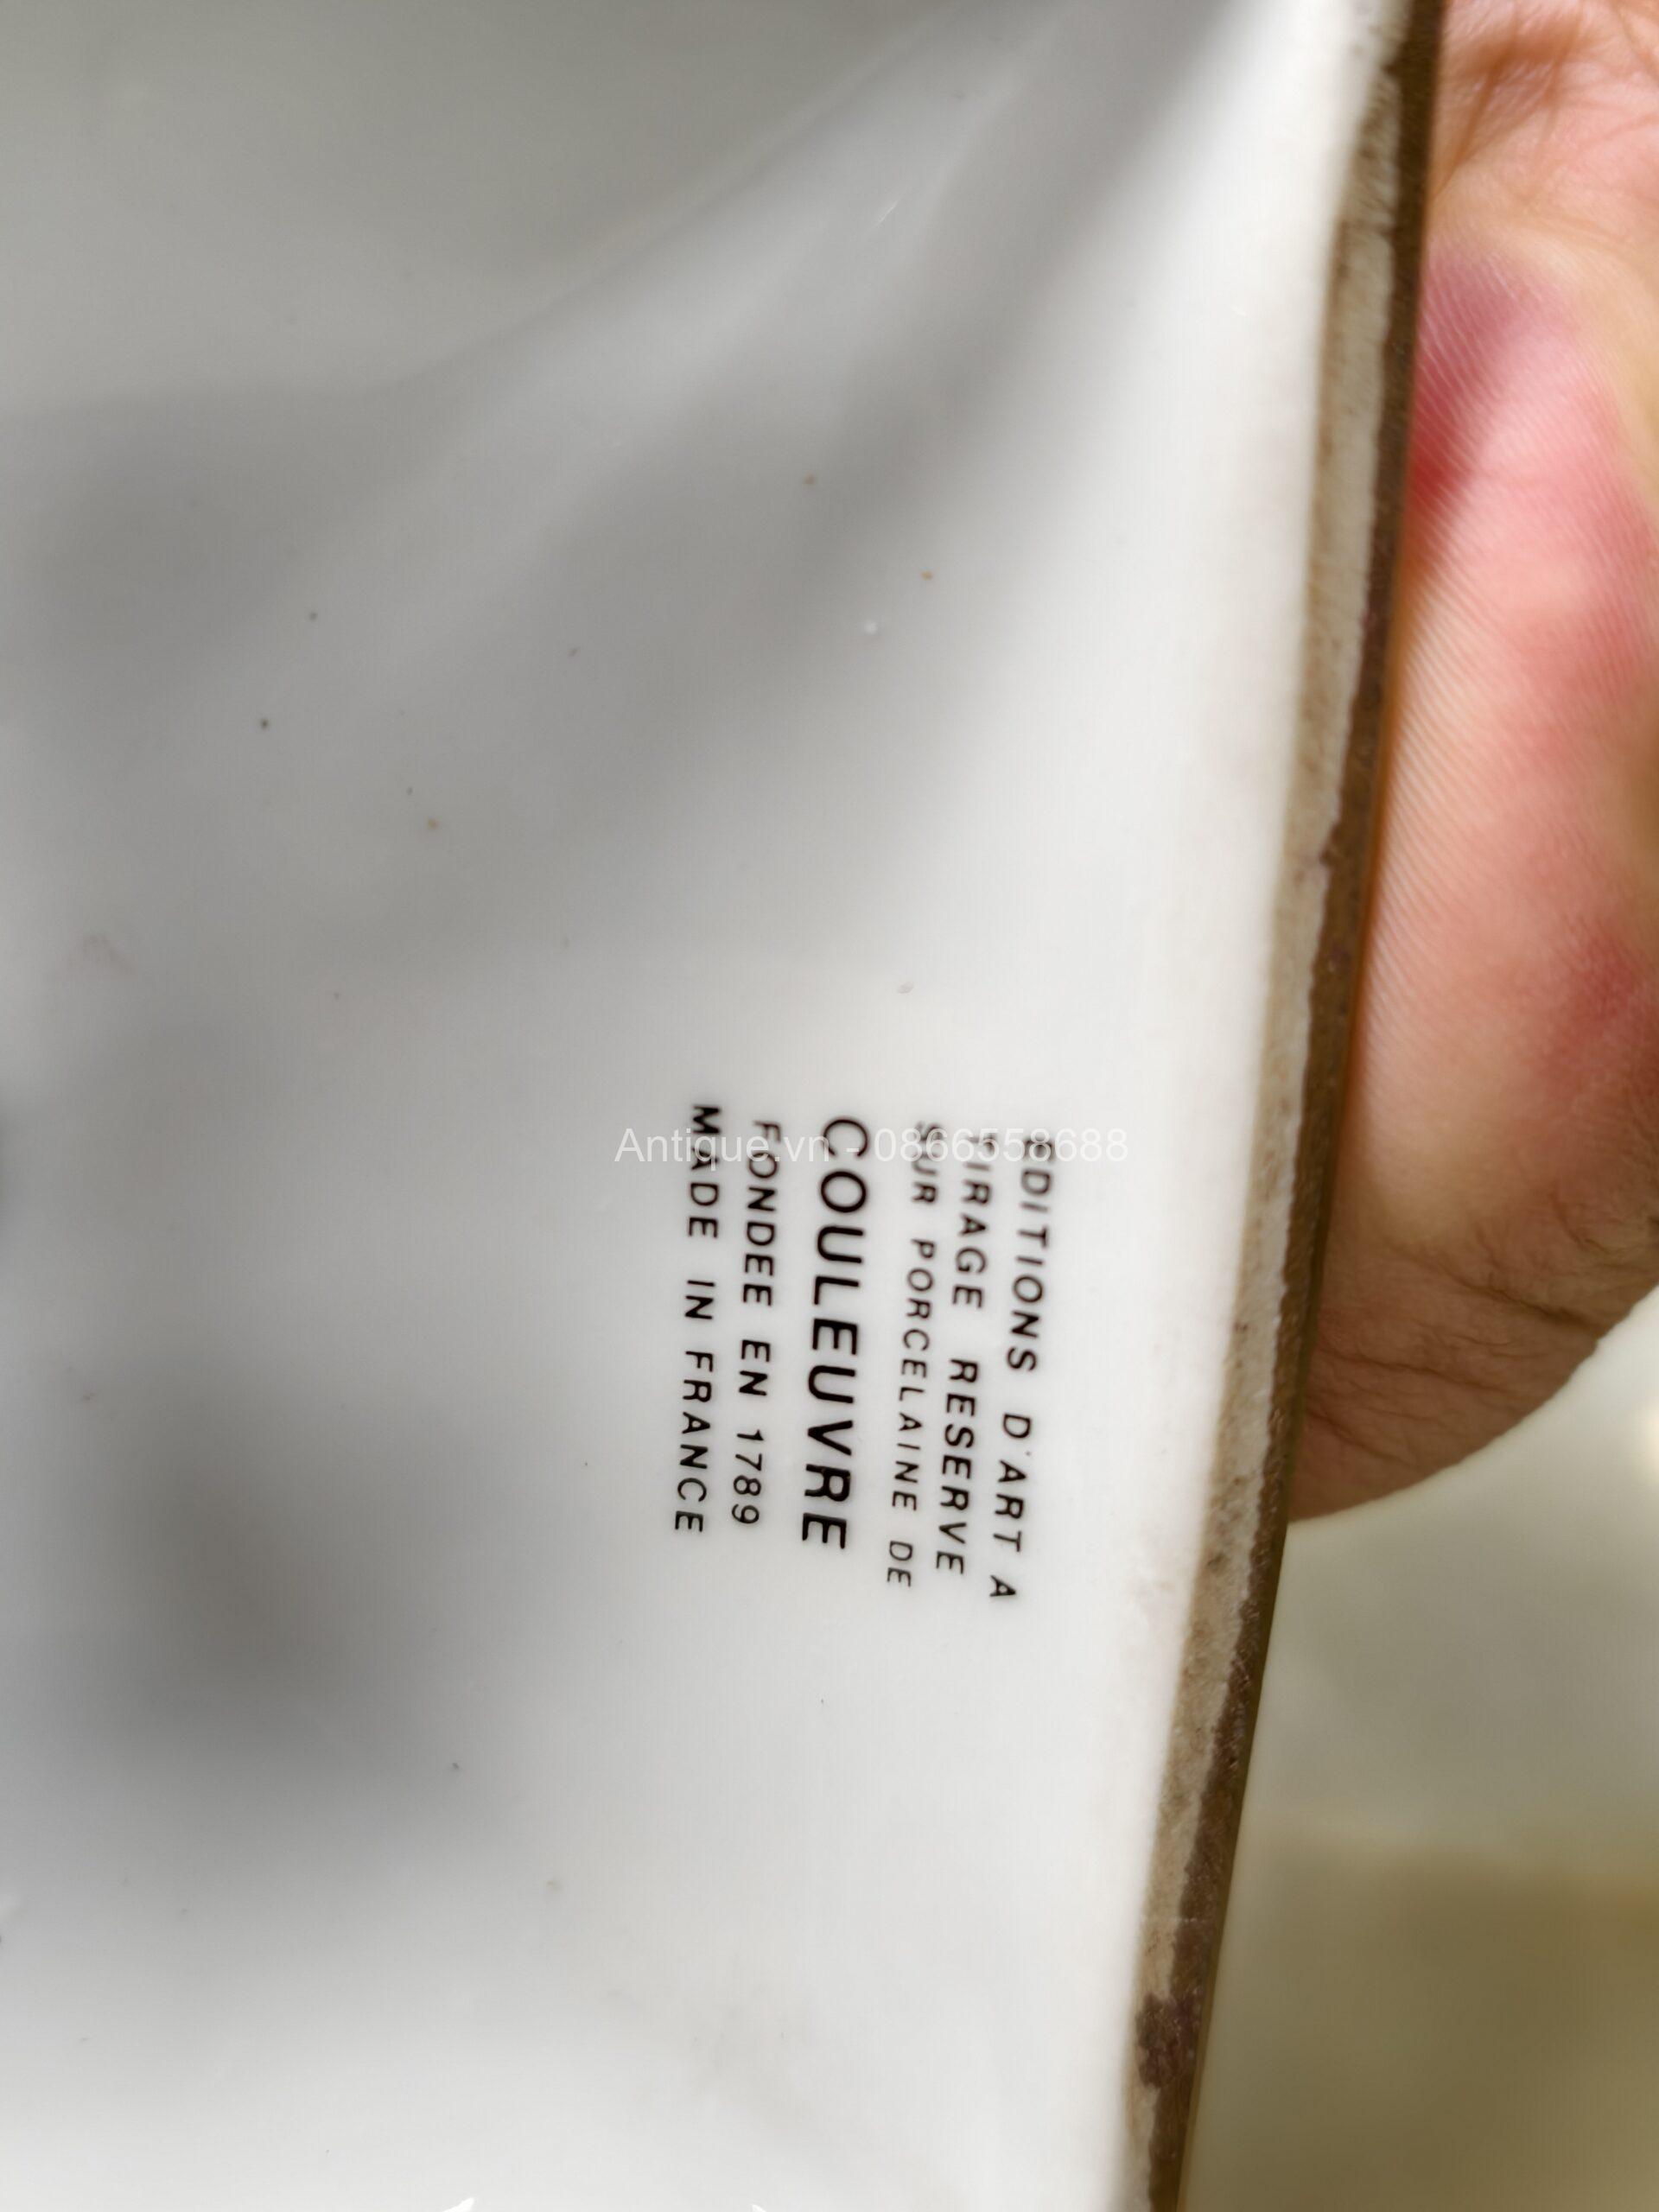 EDITIONS D'ART A
TIRAGE RESERVE
SUR PORCELAINE DE
COULEUVRE
FONDEE EN 1789
MADE IN FRANCE
Antique.vn - 0866558688